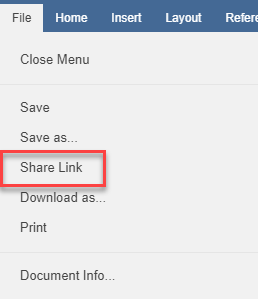 File Home Insert Layout Refere
Close Menu
Save
Save as...
Share Link
Download as...
Print
Document Info...